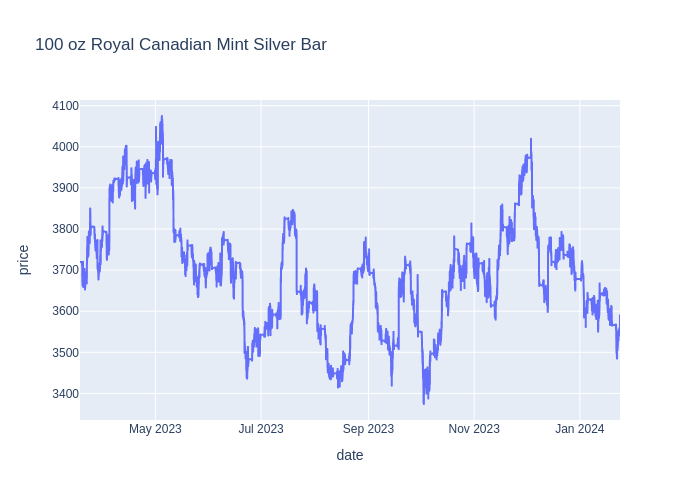 100 oz Royal Canadian Mint Silver Bar
4100
4000
3900
3800
3700
3600
3500
3400
price
May 2023
Jul 2023
Sep 2023
Nov 2023
Jan 2024
date